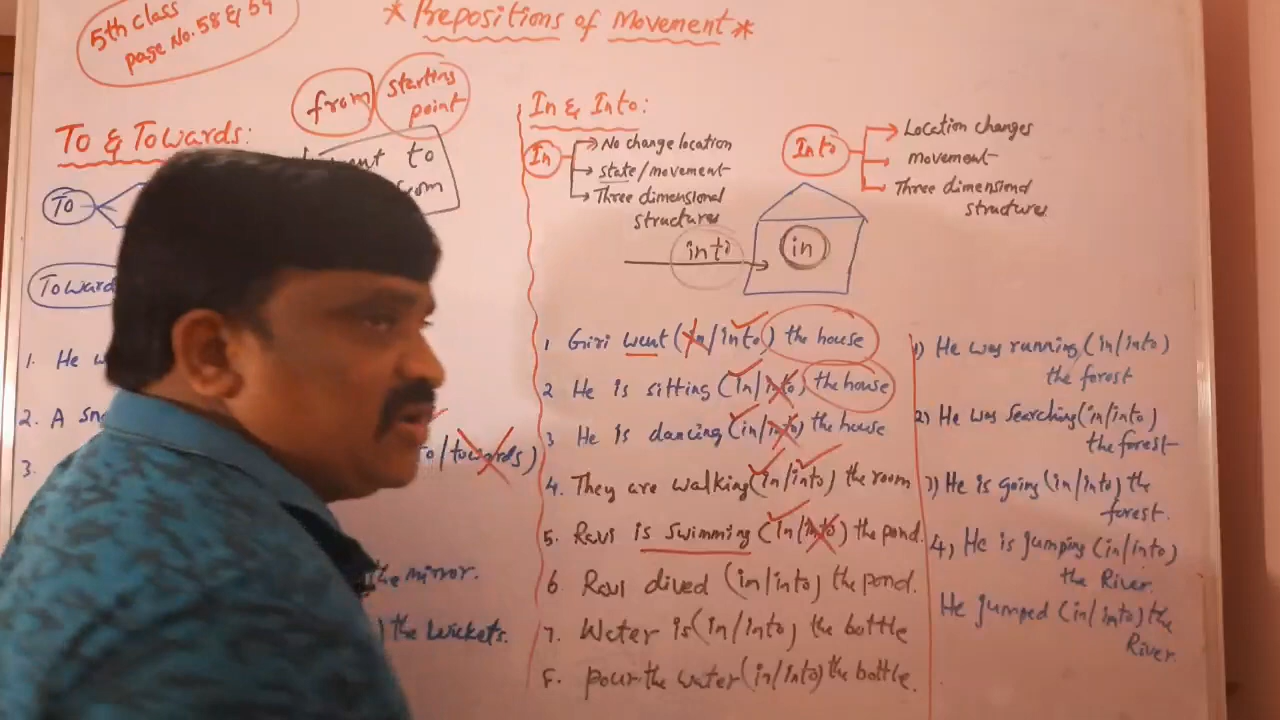 5th class
page No. 58 & 59
*Prepositions of Movement*
from
starting
point
To & Towards:
to
from
To
Toward
1. He w
2. A sn
3.
to/towards)
the mirror.
) the wickets.
In & Into:
In
No change location
state/movement
Three dimensional
structures
Into
Location changes
movement
Three dimensional
structures
into
in
1. Giri went (in/into) the house
2 He is sitting (in/into) the house
3 He is dancing (in/into) the house
4. They are walking (in/into) the room
5. Ravi is swimming (in/into) the pond.
6 Ravi dived (in/into) the pond.
7. Water is (in/into) the bottle
8. pour the water (in/into) the bottle.
1) He was running (in/into)
the forest
2) He was searching (in/into)
the forest
3) He is going (in/into) the
forest.
4) He is jumping (in/into)
the River.
He jumped (in/into) the
River.